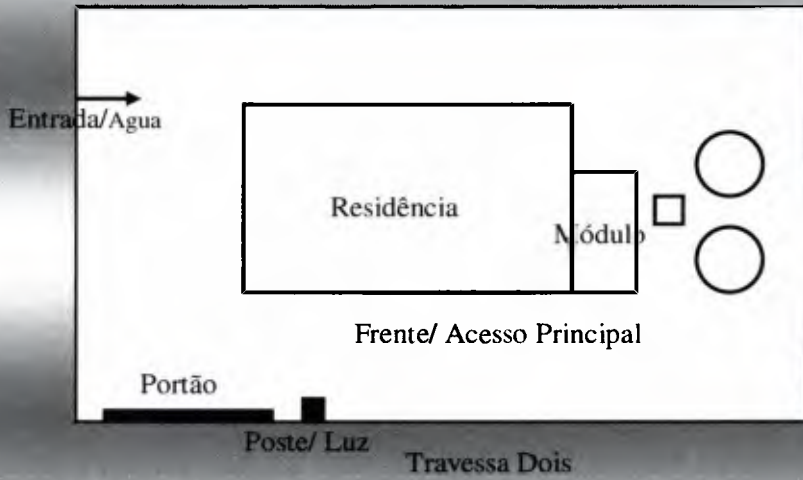 Entrada/Agua
Residência
Módulo
Frente/ Acesso Principal
Portão
Poste/ Luz
Travessa Dois